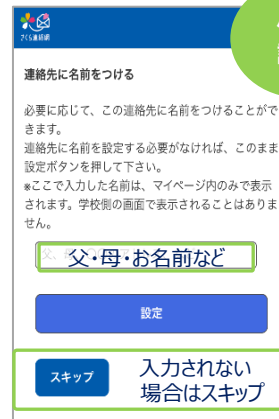 さくら連絡網
連絡先に名前をつける
必要に応じて、この連絡先に名前をつけることがで
きます。
連絡先に名前を設定する必要がなければ、このまま
設定ボタンを押して下さい。
※ここで入力した名前は、マイページ内のみで表示
されます。学校側の画面で表示されることはありま
せん。
父・母・お名前など
設定
スキップ
入力されない
場合はスキップ